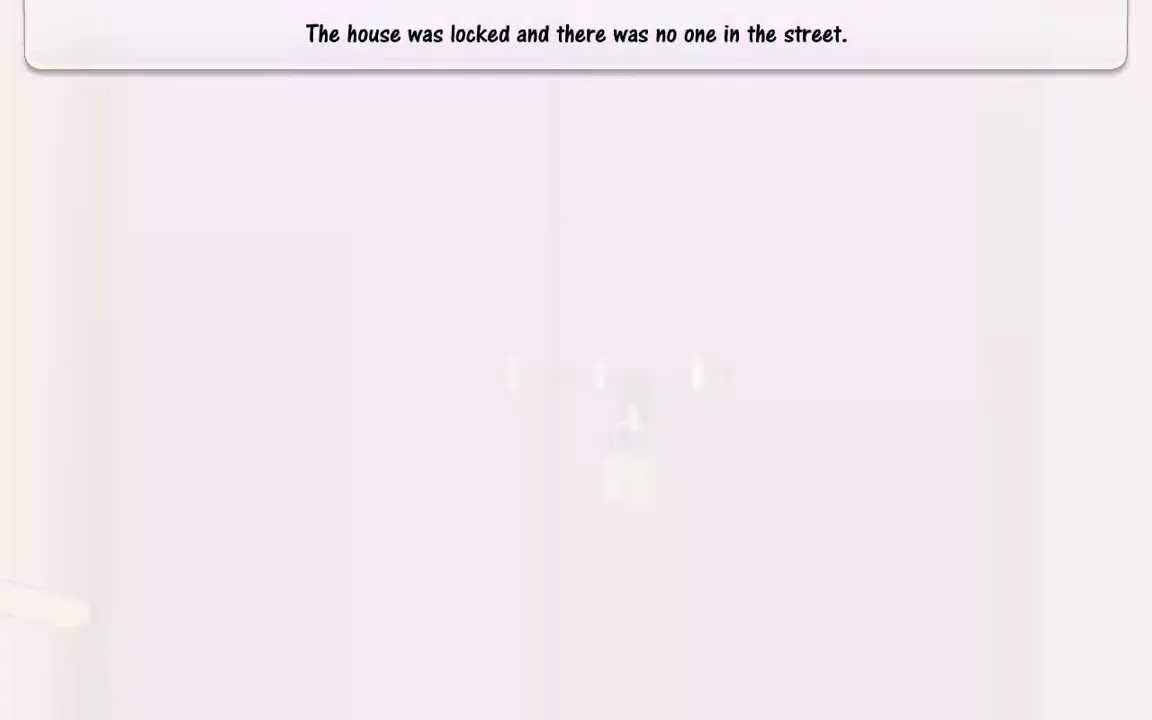 The house was locked and there was no one in the street.